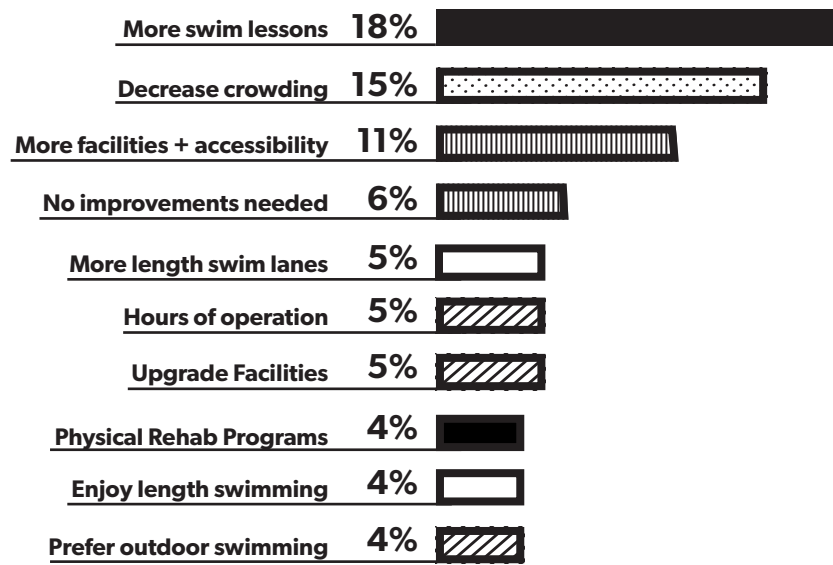 More swim lessons 18%
Decrease crowding 15%
More facilities + accessibility 11%
No improvements needed 6%
More length swim lanes 5%
Hours of operation 5%
Upgrade Facilities 5%
Physical Rehab Programs 4%
Enjoy length swimming 4%
Prefer outdoor swimming 4%